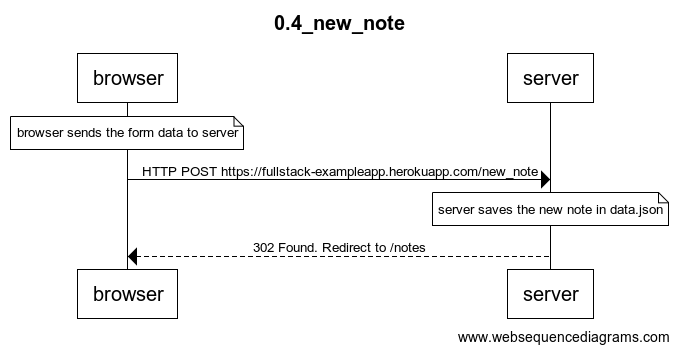 0.4_new_note
browser
server
browser sends the form data to server
HTTP POST https://fullstack-exampleapp.herokuapp.com/new_note
server saves the new note in data.json
302 Found. Redirect to /notes
browser
server
www.websequencediagrams.com